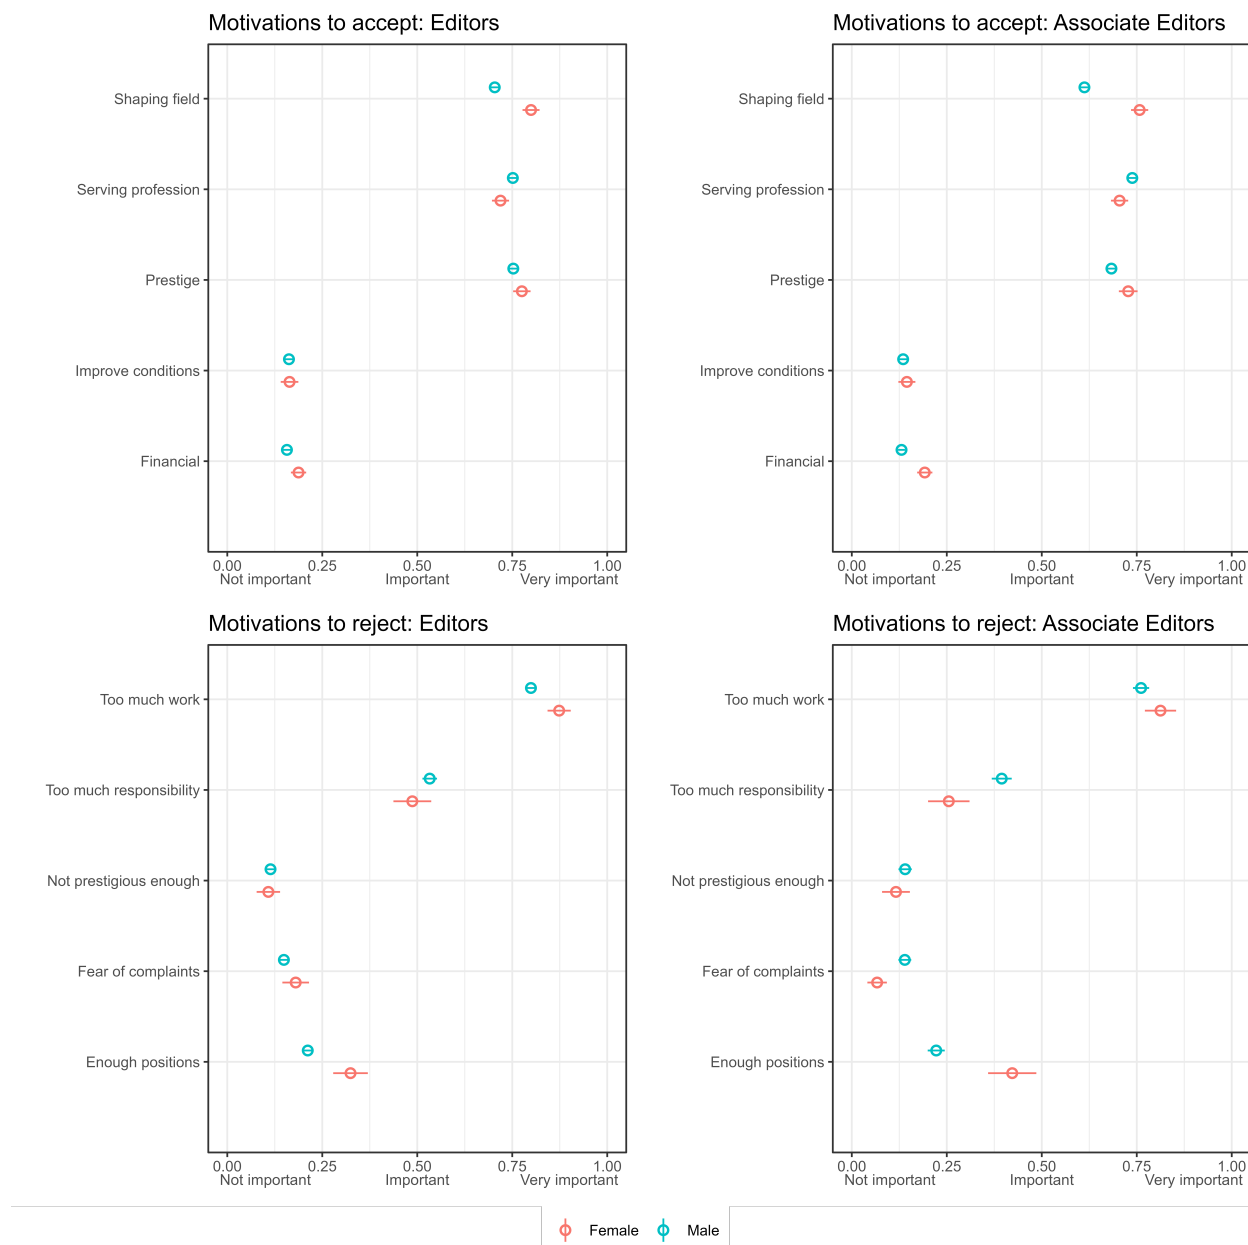 Motivations to accept: Editors
Shaping field
Serving profession
Prestige
Improve conditions
Financial
0.00 0.25 0.50 0.75 1.00
Not important Important Very important
Motivations to accept: Associate Editors
Shaping field
Serving profession
Prestige
Improve conditions
Financial
0.00 0.25 0.50 0.75 1.00
Not important Important Very important
Motivations to reject: Editors
Too much work
Too much responsibility
Not prestigious enough
Fear of complaints
Enough positions
0.00 0.25 0.50 0.75 1.00
Not important Important Very important
Motivations to reject: Associate Editors
Too much work
Too much responsibility
Not prestigious enough
Fear of complaints
Enough positions
0.00 0.25 0.50 0.75 1.00
Not important Important Very important
Female Male